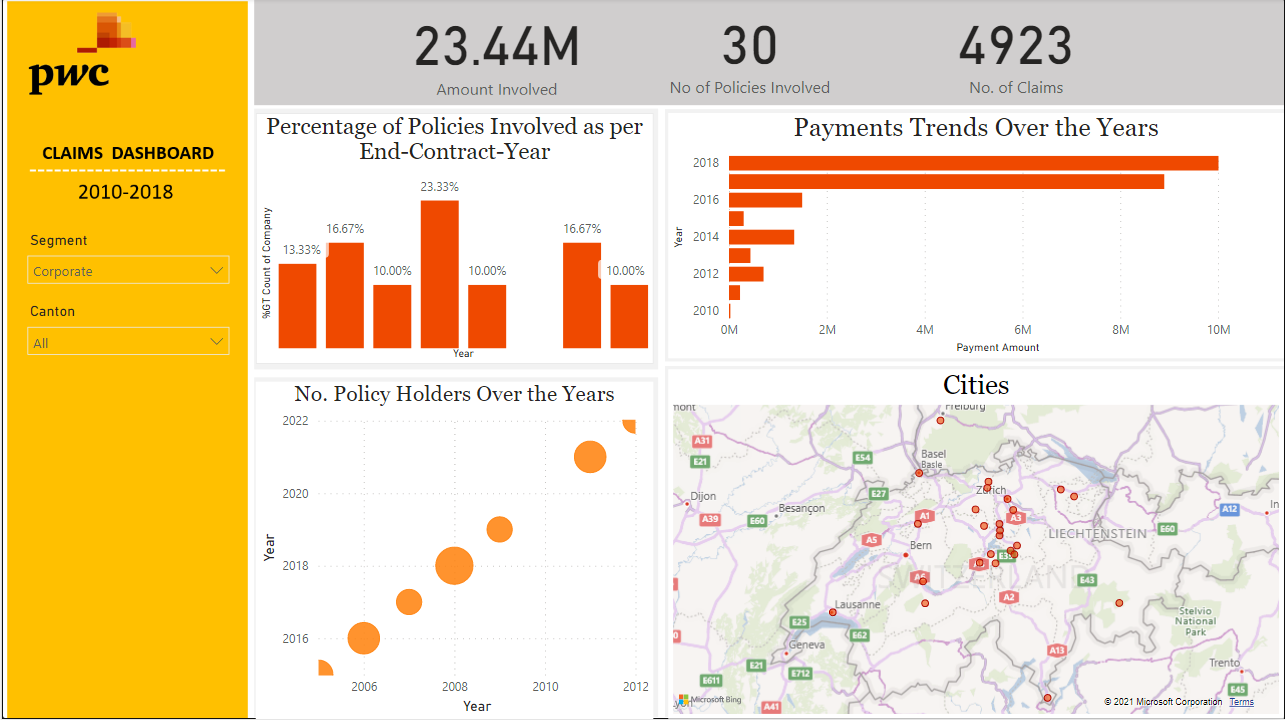 pwc
CLAIMS DASHBOARD
2010-2018
Segment
Corporate
Canton
All
23.44M
Amount Involved
30
No of Policies Involved
4923
No. of Claims
Percentage of Policies Involved as per
End-Contract-Year
%GT Count of Company
13.33%
16.67%
10.00%
23.33%
10.00%
16.67%
10.00%
Year
Payments Trends Over the Years
Year
2018
2016
2014
2012
2010
0M 2M 4M 6M 8M 10M
Payment Amount
No. Policy Holders Over the Years
Year
2022
2020
2018
2016
2006 2008 2010 2012
Year
Cities
mont
Freiburg
A31
E21
E54
Basel
Basle
Dijon
A39
E60
Besançon
E27
Zürich
A1
A3
A12
In
A5
Bern
LIECHTENSTEIN
E60
E43
A2
Lausanne
E25
E62
Stelvio
National
Park
Geneva
A13
E21
E712
Trento
E611
A41
E45
Microsoft Bing
© 2021 Microsoft Corporation Terms